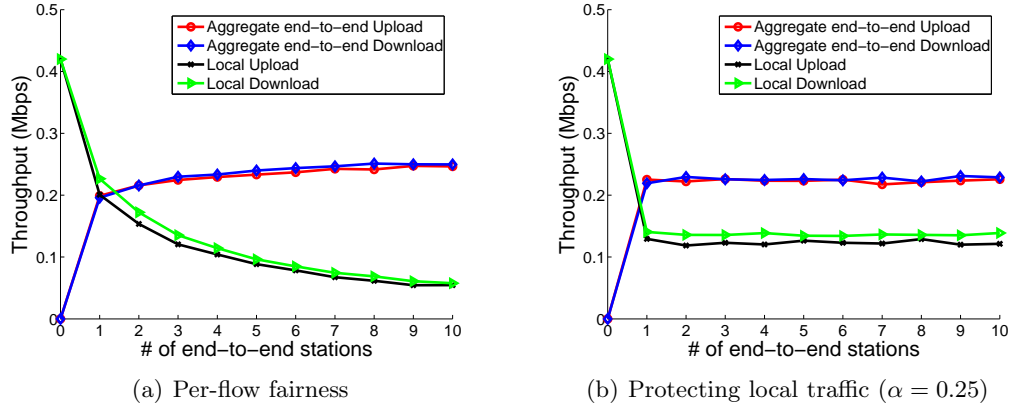 0.5
0.4
0.3
0.2
0.1
0
Throughput (Mbps)
Aggregate end−to−end Upload
Aggregate end−to−end Download
Local Upload
Local Download
0 1 2 3 4 5 6 7 8 9 10
# of end−to−end stations
(a) Per-flow fairness
0.5
0.4
0.3
0.2
0.1
0
Throughput (Mbps)
Aggregate end−to−end Upload
Aggregate end−to−end Download
Local Upload
Local Download
0 1 2 3 4 5 6 7 8 9 10
# of end−to−end stations
(b) Protecting local traffic (α = 0.25)